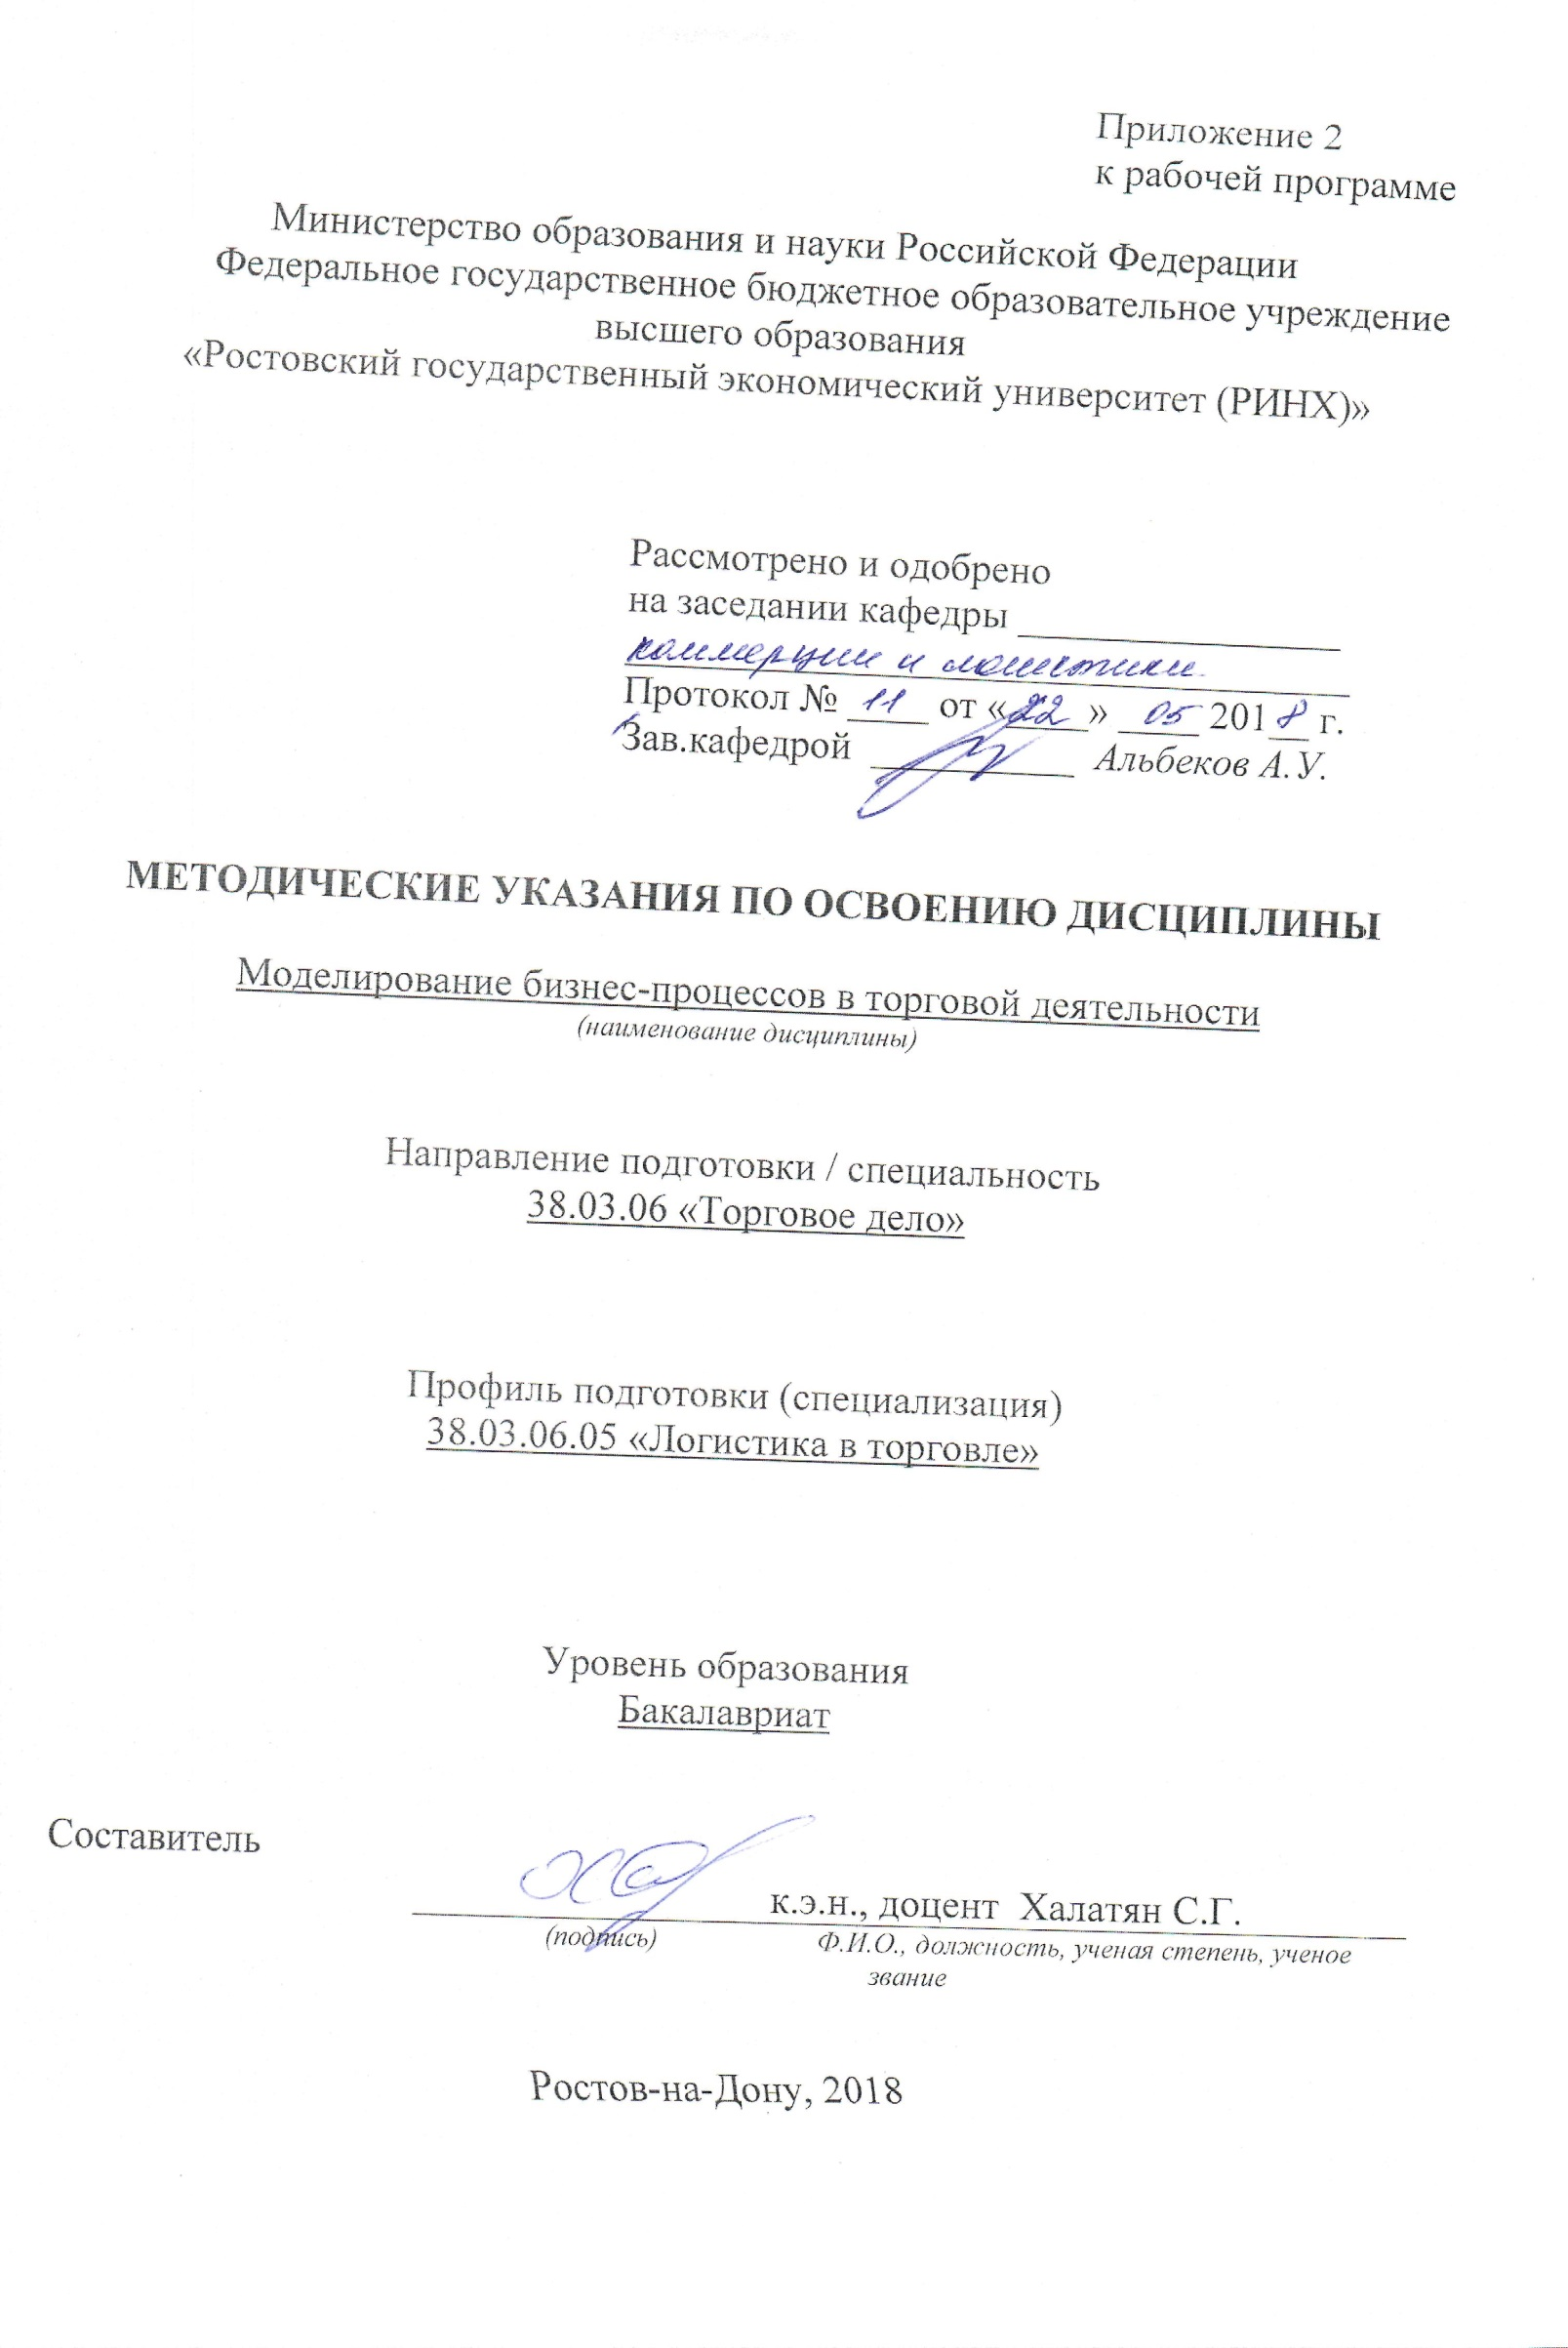 Приложение 2
к рабочей программе
Министерство образования и науки Российской Федерации
Федеральное государственное бюджетное образовательное учреждение
высшего образования
«Ростовский государственный экономический университет (РИНХ)»
Рассмотрено и одобрено
на заседании кафедры
коммерции и логистики.
Протокол № 11 от «22» 05 2018 г.
Зав.кафедрой Альбеков А.У.
МЕТОДИЧЕСКИЕ УКАЗАНИЯ ПО ОСВОЕНИЮ ДИСЦИПЛИНЫ
Моделирование бизнес-процессов в торговой деятельности
(наименование дисциплины)
Направление подготовки / специальность
38.03.06 «Торговое дело»
Профиль подготовки (специализация)
38.03.06.05 «Логистика в торговле»
Уровень образования
Бакалавриат
Составитель
к.э.н., доцент Халатян С.Г.
(подпись) Ф.И.О., должность, ученая степень, ученое
звание
Ростов-на-Дону, 2018